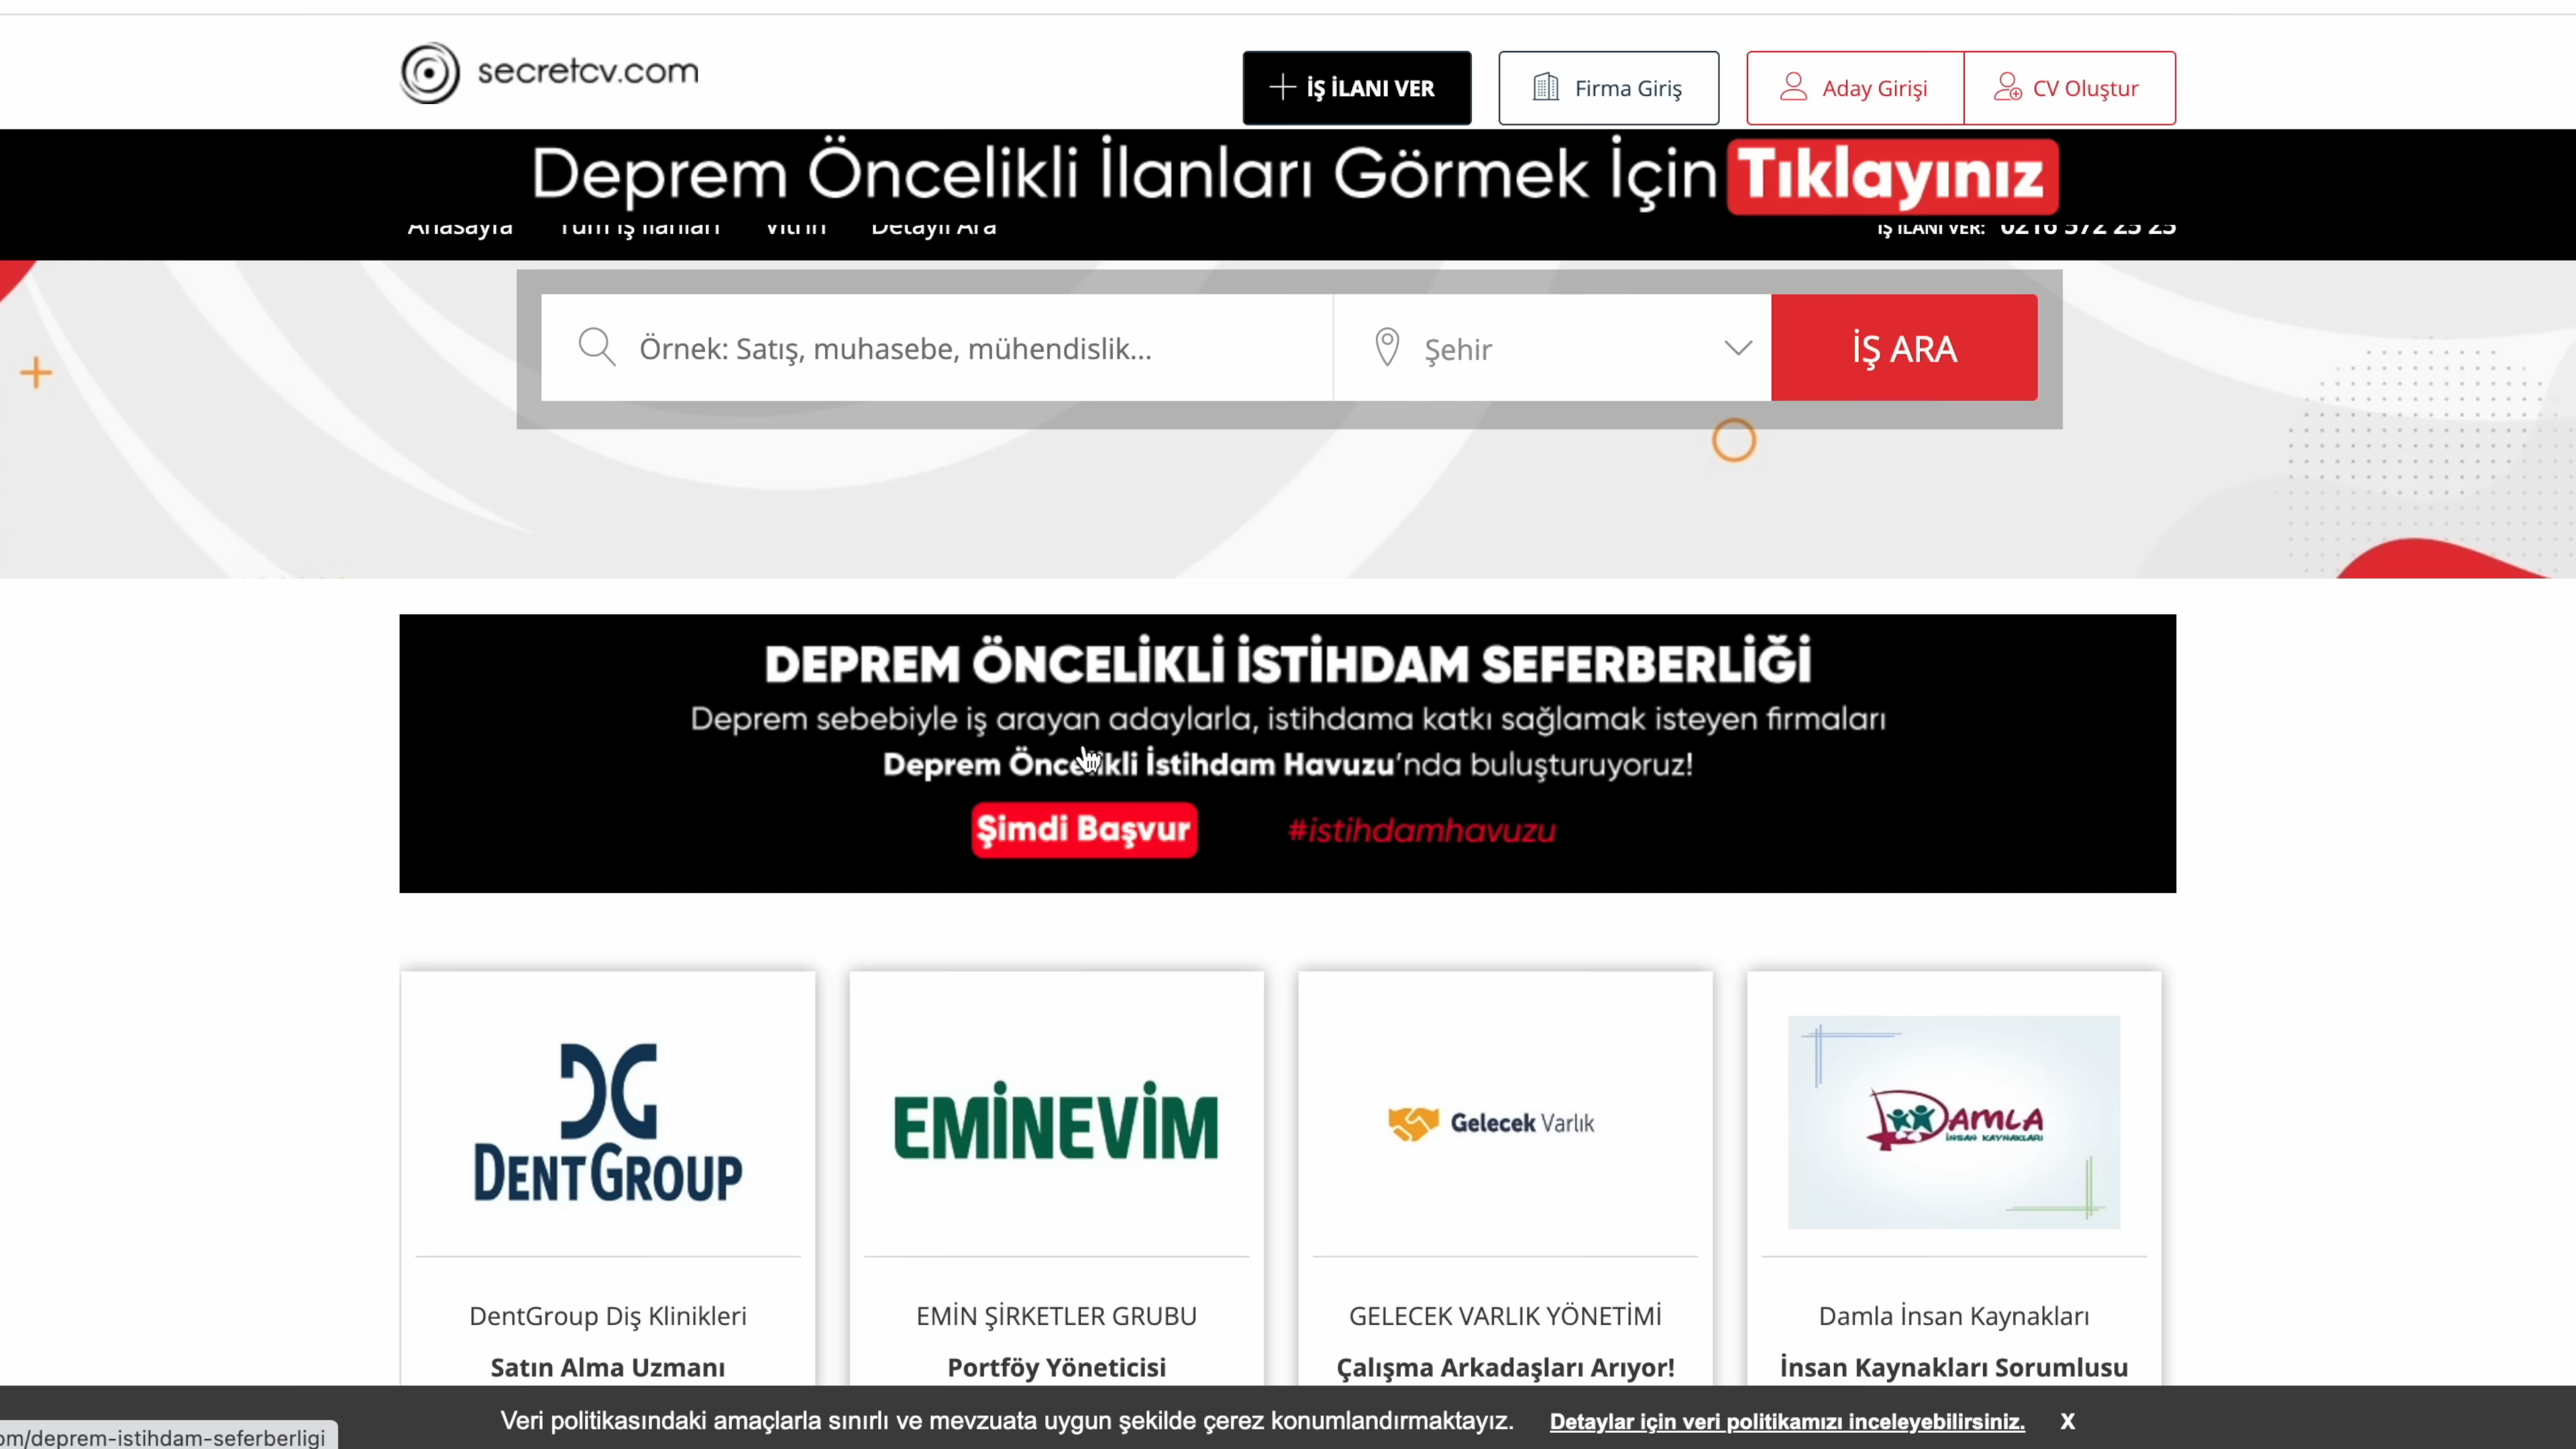 secretcv.com
İŞ İLANI VER
Firma Giriş
Aday Girişi
CV Oluştur
Deprem Öncelikli İlanları Görmek İçin Tıklayınız
Anasayfa Tüm İş İlanları Vitrin Detaylı Ara İŞ İLANI VER: 0216 572 25 25
Örnek: Satış, muhasebe, mühendislik...
Şehir
İŞ ARA
DEPREM ÖNCELİKLİ İSTİHDAM SEFERBERLİĞİ
Deprem sebebiyle iş arayan adaylarla, istihdama katkı sağlamak isteyen firmaları
Deprem Öncelikli İstihdam Havuzu'nda buluşturuyoruz!
Şimdi Başvur #istihdamhavuzu
DG
DENTGROUP
EMİNEVİM
Gelecek Varlık
DAMLA
İNSAN KAYNAKLARI
DentGroup Diş Klinikleri
Satın Alma Uzmanı
EMİN ŞİRKETLER GRUBU
Portföy Yöneticisi
GELECEK VARLIK YÖNETİMİ
Çalışma Arkadaşları Arıyor!
Damla İnsan Kaynakları
İnsan Kaynakları Sorumlusu
Veri politikasındaki amaçlarla sınırlı ve mevzuata uygun şekilde çerez konumlandırmaktayız. Detaylar için veri politikamızı inceleyebilirsiniz. X
om/deprem-istihdam-seferberligi